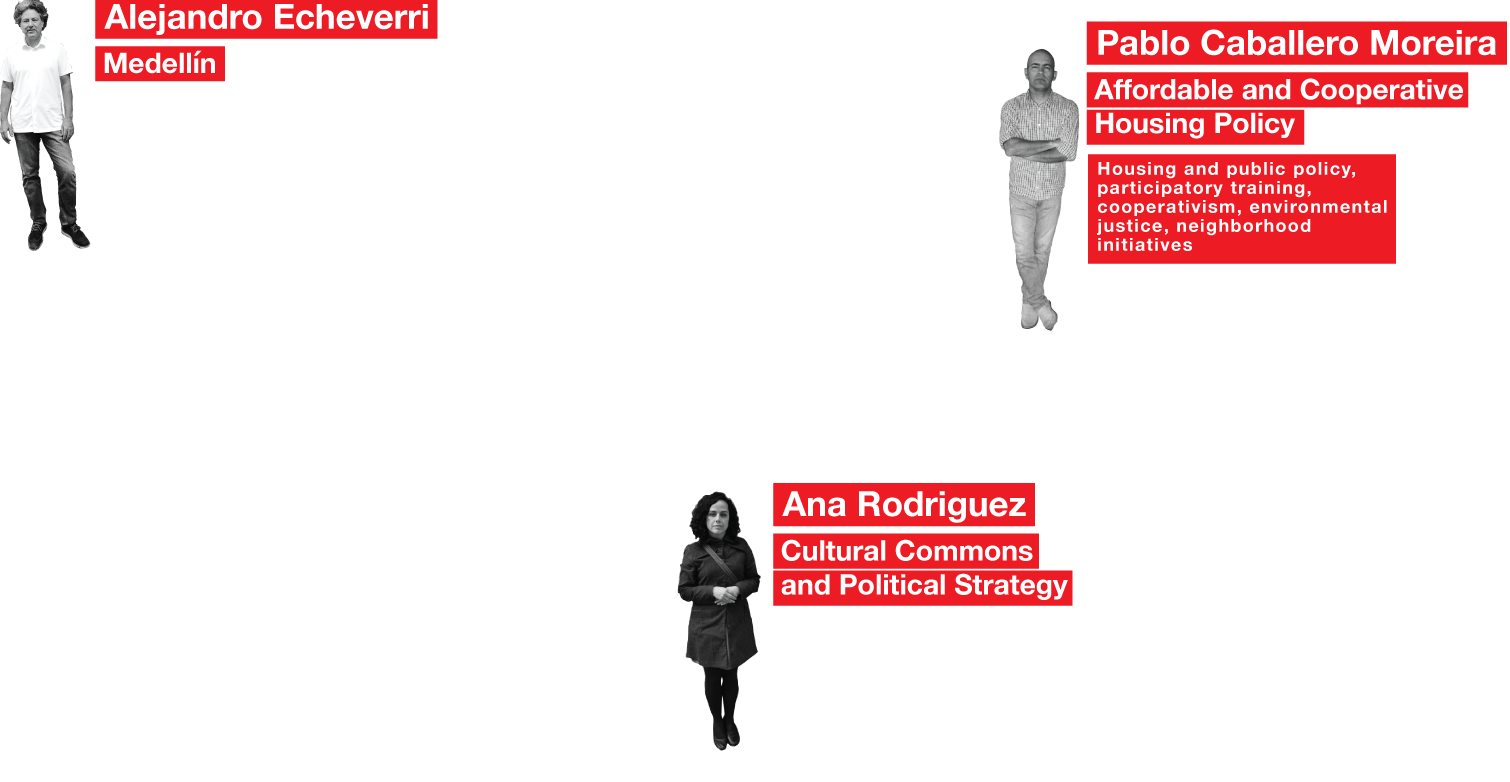 Alejandro Echeverri
Medellín
Pablo Caballero Moreira
Affordable and Cooperative
Housing Policy
Housing and public policy,
participatory training,
cooperativism, environmental
justice, neighborhood
initiatives
Ana Rodriguez
Cultural Commons
and Political Strategy